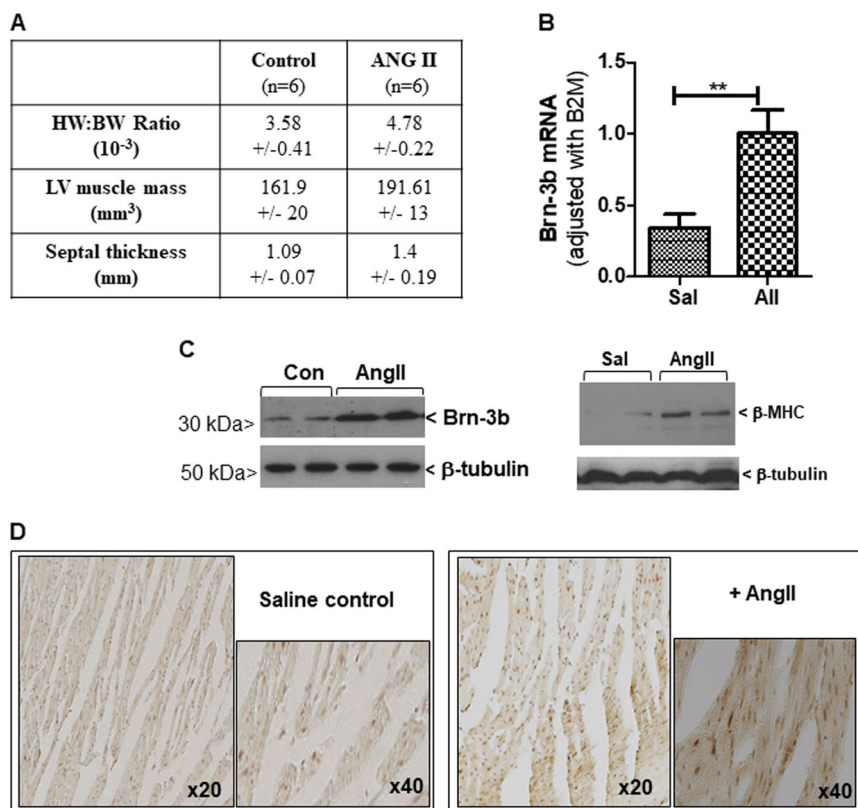 A
Control
(n=6)
ANG II
(n=6)
HW:BW Ratio
(10⁻³)
3.58
+/-0.41
4.78
+/-0.22
LV muscle mass
(mm³)
161.9
+/- 20
191.61
+/- 13
Septal thickness
(mm)
1.09
+/- 0.07
1.4
+/- 0.19
B
Brn-3b mRNA
(adjusted with B2M)
1.5
1.0
0.5
0.0
**
Sal
AII
C
Con
AngII
30 kDa>
< Brn-3b
50 kDa>
< β-tubulin
Sal
AngII
< β-MHC
< β-tubulin
D
Saline control
x20
x40
+ AngII
x20
x40